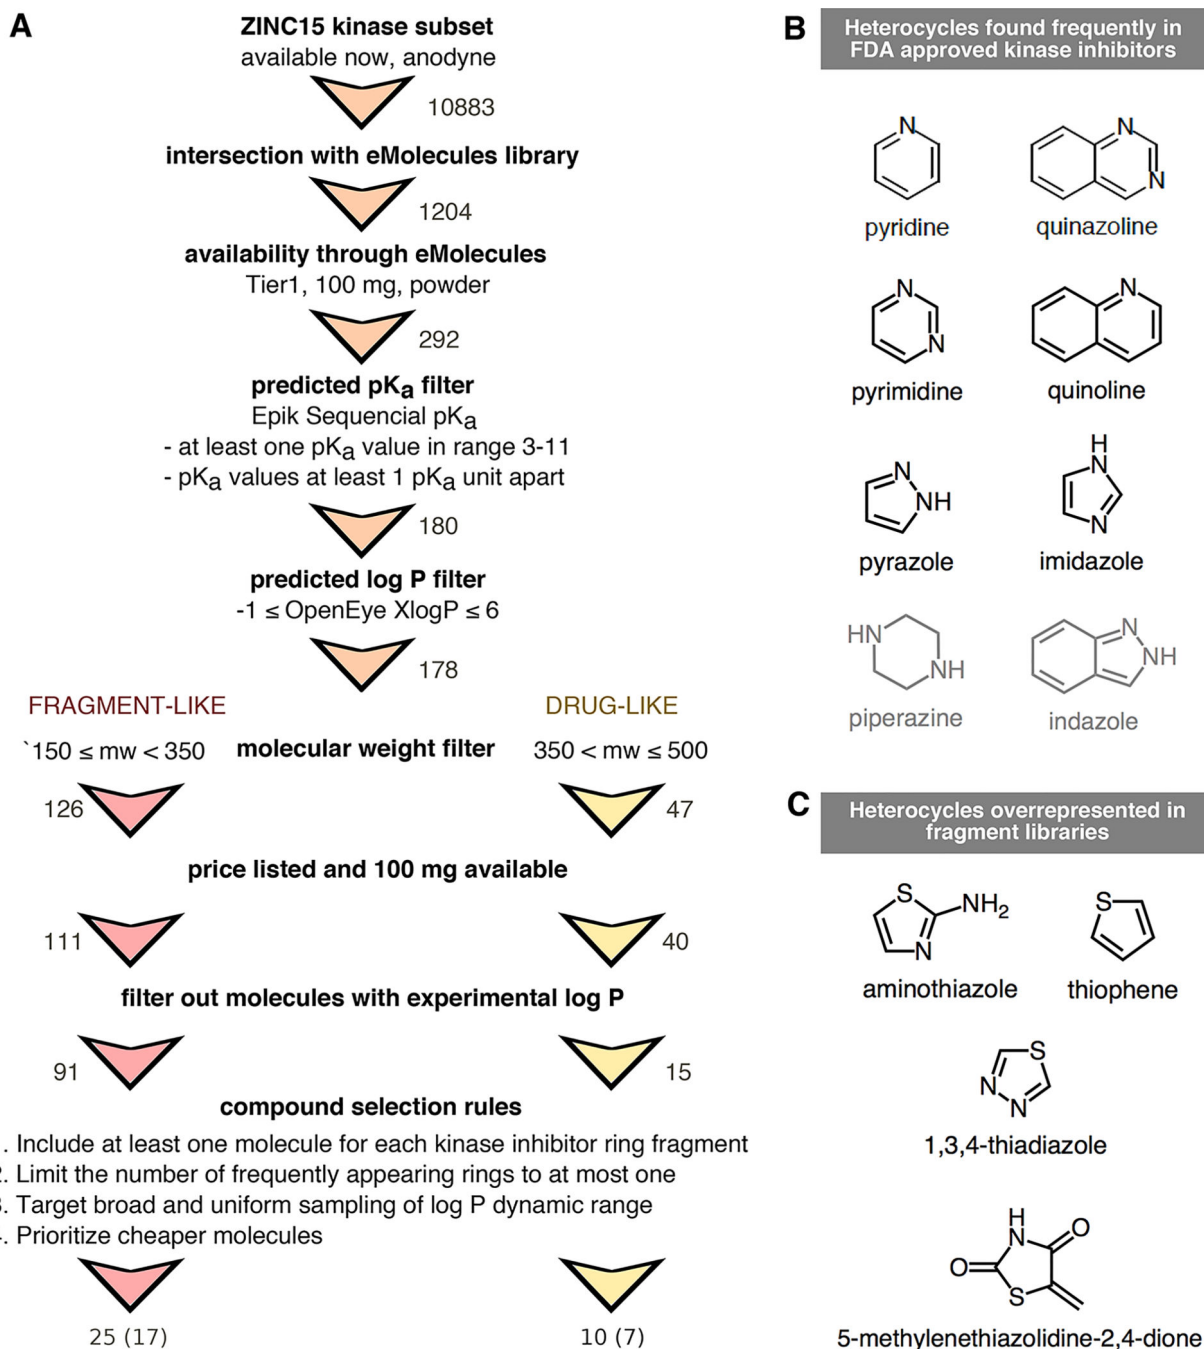 A
ZINC15 kinase subset
available now, anodyne
10883
intersection with eMolecules library
1204
availability through eMolecules
Tier1, 100 mg, powder
292
predicted pKa filter
Epik Sequencial pKa
- at least one pKa value in range 3-11
- pKa values at least 1 pKa unit apart
180
predicted log P filter
-1 ≤ OpenEye XlogP ≤ 6
178
FRAGMENT-LIKE
DRUG-LIKE
`150 ≤ mw < 350
molecular weight filter
350 < mw ≤ 500
126
47
price listed and 100 mg available
111
40
filter out molecules with experimental log P
91
15
compound selection rules
. Include at least one molecule for each kinase inhibitor ring fragment
2. Limit the number of frequently appearing rings to at most one
3. Target broad and uniform sampling of log P dynamic range
4. Prioritize cheaper molecules
25 (17)
10 (7)
B
Heterocycles found frequently in
FDA approved kinase inhibitors
N
N
N
pyridine
quinazoline
N
N
N
pyrimidine
quinoline
N
NH
H
N
N
pyrazole
imidazole
HN
NH
N
NH
piperazine
indazole
C
Heterocycles overrepresented in
fragment libraries
S
NH2
N
S
aminothiazole
thiophene
S
N
N
1,3,4-thiadiazole
H
N
O
O
S
5-methylenethiazolidine-2,4-dione